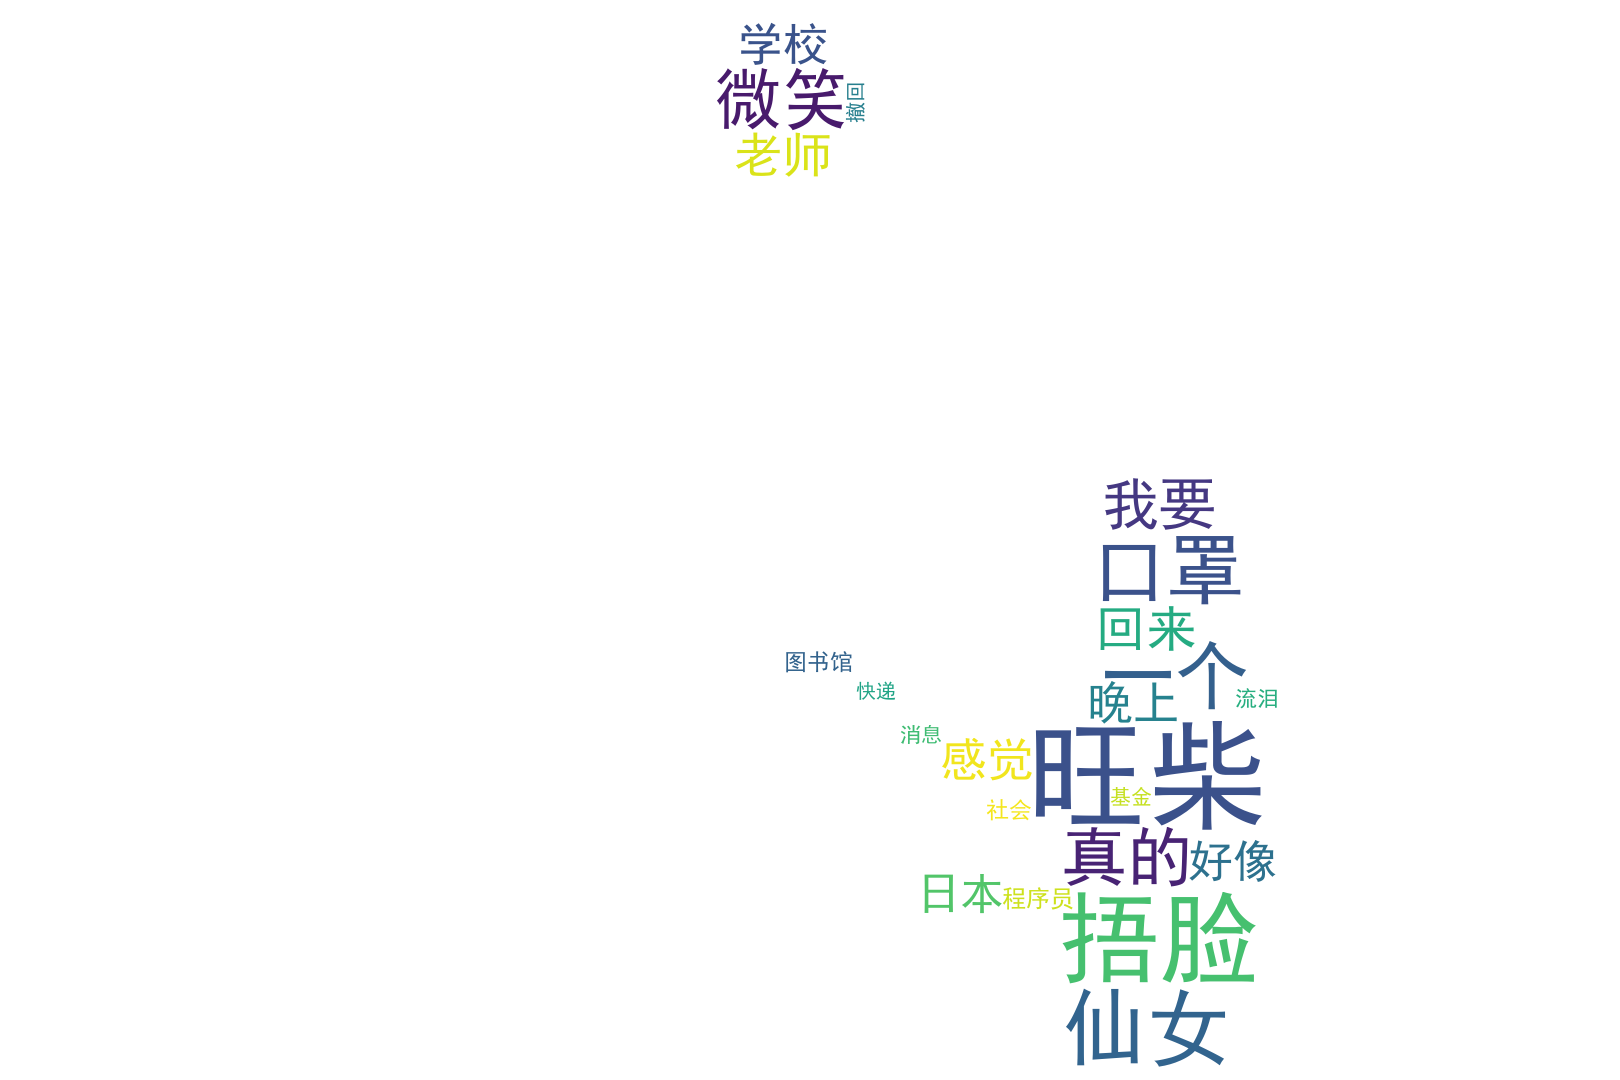 学校
微笑
撤回
老师
我要
口罩
回来
一个
图书馆
晚上
快递
流泪
消息
旺柴
感觉
基金
社会
真的
好像
日本
程序员
捂脸
仙女